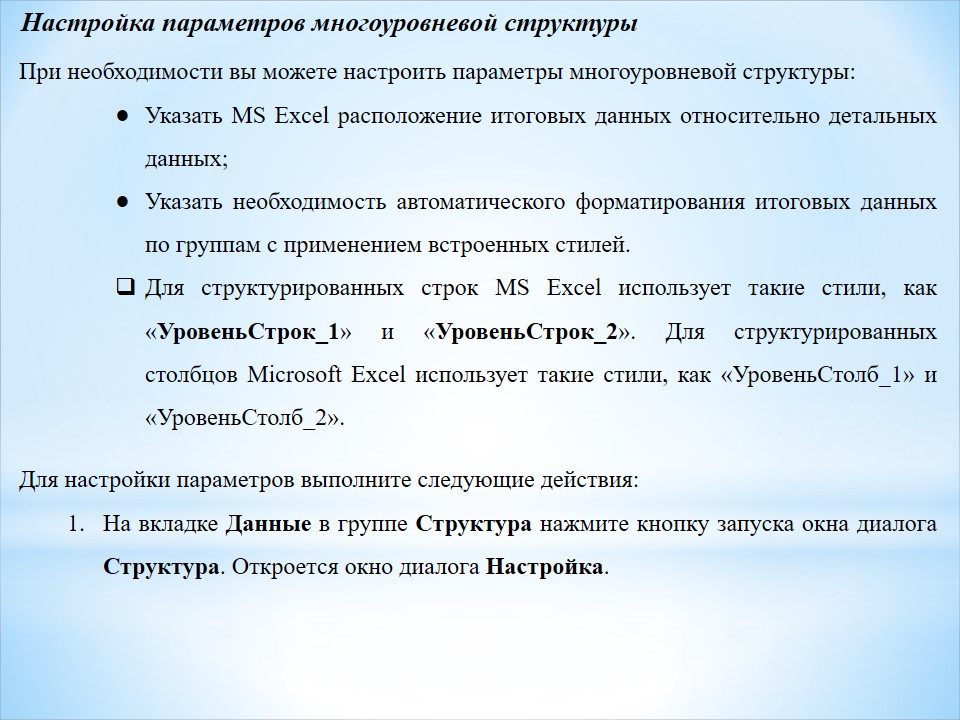 Настройка параметров многоуровневой структуры
При необходимости вы можете настроить параметры многоуровневой структуры:
● Указать MS Excel расположение итоговых данных относительно детальных
данных;
● Указать необходимость автоматического форматирования итоговых данных
по группам с применением встроенных стилей.
❑ Для структурированных строк MS Excel использует такие стили, как
«УровеньСтрок_1» и «УровеньСтрок_2». Для структурированных
столбцов Microsoft Excel использует такие стили, как «УровеньСтолб_1» и
«УровеньСтолб_2».
Для настройки параметров выполните следующие действия:
1. На вкладке Данные в группе Структура нажмите кнопку запуска окна диалога
Структура. Откроется окно диалога Настройка.